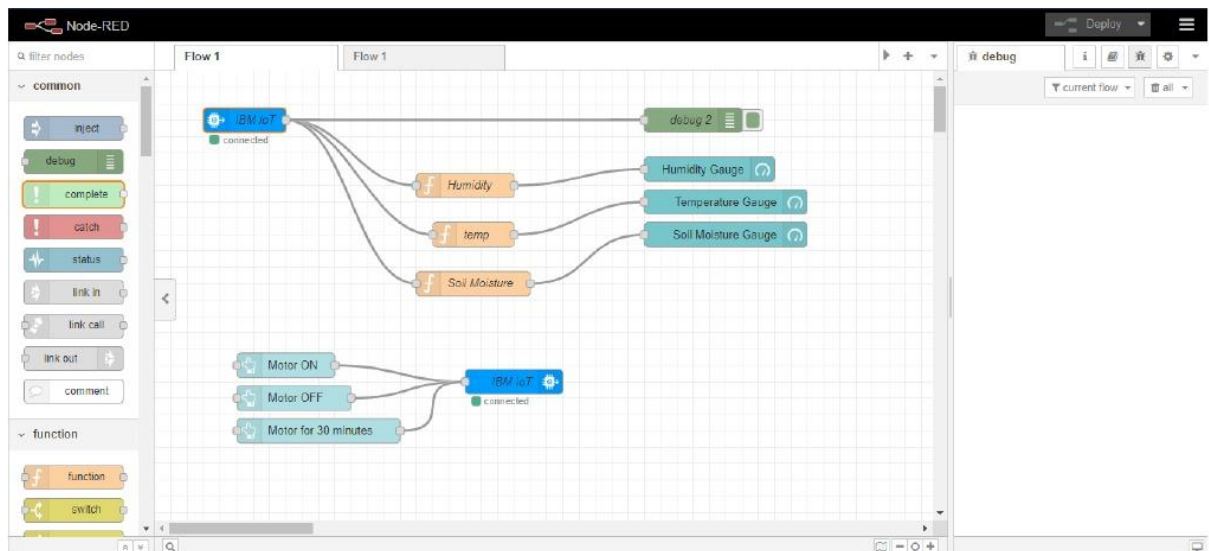 Node-RED
Deploy
filter nodes
Flow 1
Flow 1
debug
i
common
current flow
all
inject
debug
complete
catch
status
link in
link call
link out
comment
function
function
switch
IBM IoT
connected
debug 2
Humidity
Humidity Gauge
temp
Temperature Gauge
Soil Moisture
Soil Moisture Gauge
Motor ON
Motor OFF
Motor for 30 minutes
IBM IoT
connected